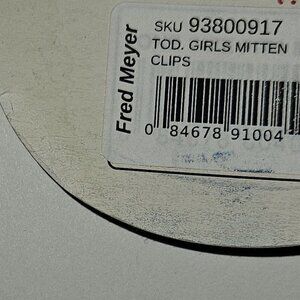 Fred Meyer
SKU 93800917
TOD. GIRLS MITTEN
CLIPS
0 84678 91004